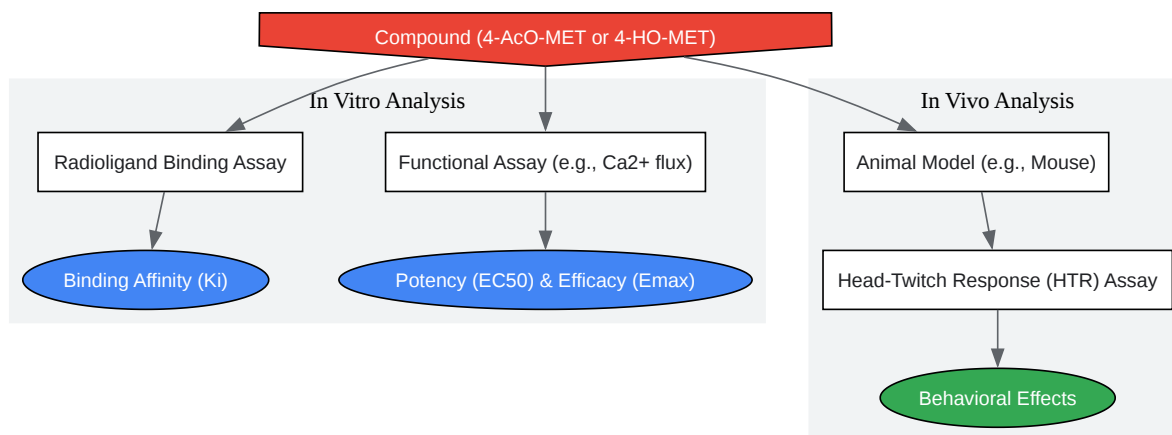 Compound (4-AcO-MET or 4-HO-MET)
In Vitro Analysis
In Vivo Analysis
Radioligand Binding Assay
Functional Assay (e.g., Ca2+ flux)
Animal Model (e.g., Mouse)
Binding Affinity (Ki)
Potency (EC50) & Efficacy (Emax)
Head-Twitch Response (HTR) Assay
Behavioral Effects